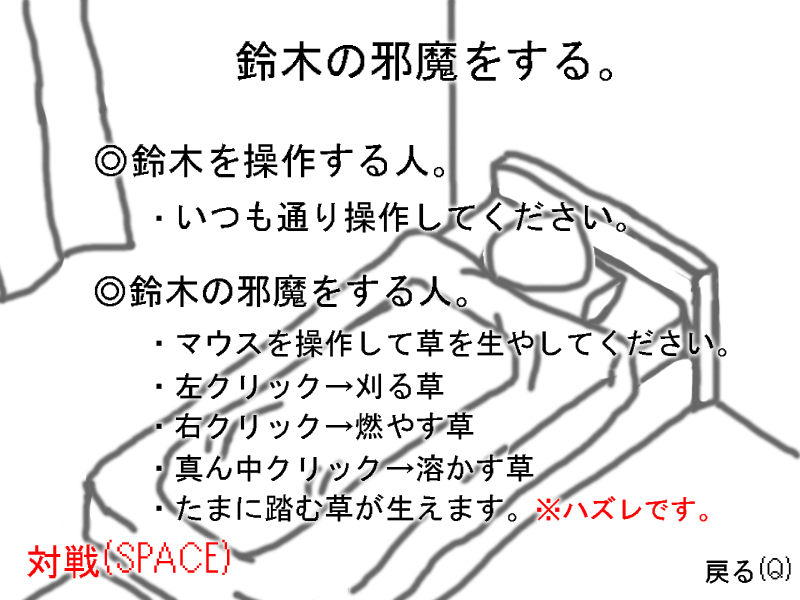 鈴木の邪魔をする。
◎鈴木を操作する人。
・いつも通り操作してください。
◎鈴木の邪魔をする人。
・マウスを操作して草を生やしてください。
・左クリック→刈る草
・右クリック→燃やす草
・真ん中クリック→溶かす草
・たまに踏む草が生えます。※ハズレです。
対戦(SPACE)
戻る(Q)